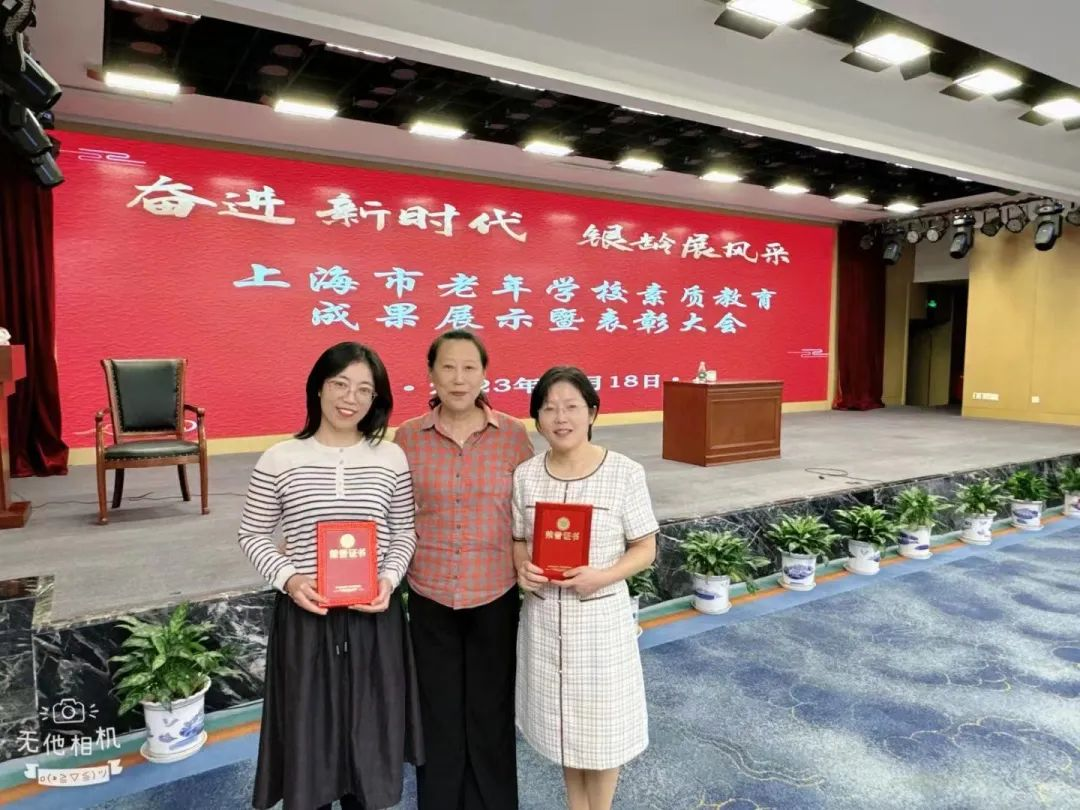 奋进新时代 银龄展风采
上海市老年学校素质教育
成果展示暨表彰大会
23年 月18日
荣誉证书
荣誉证书
无他相机